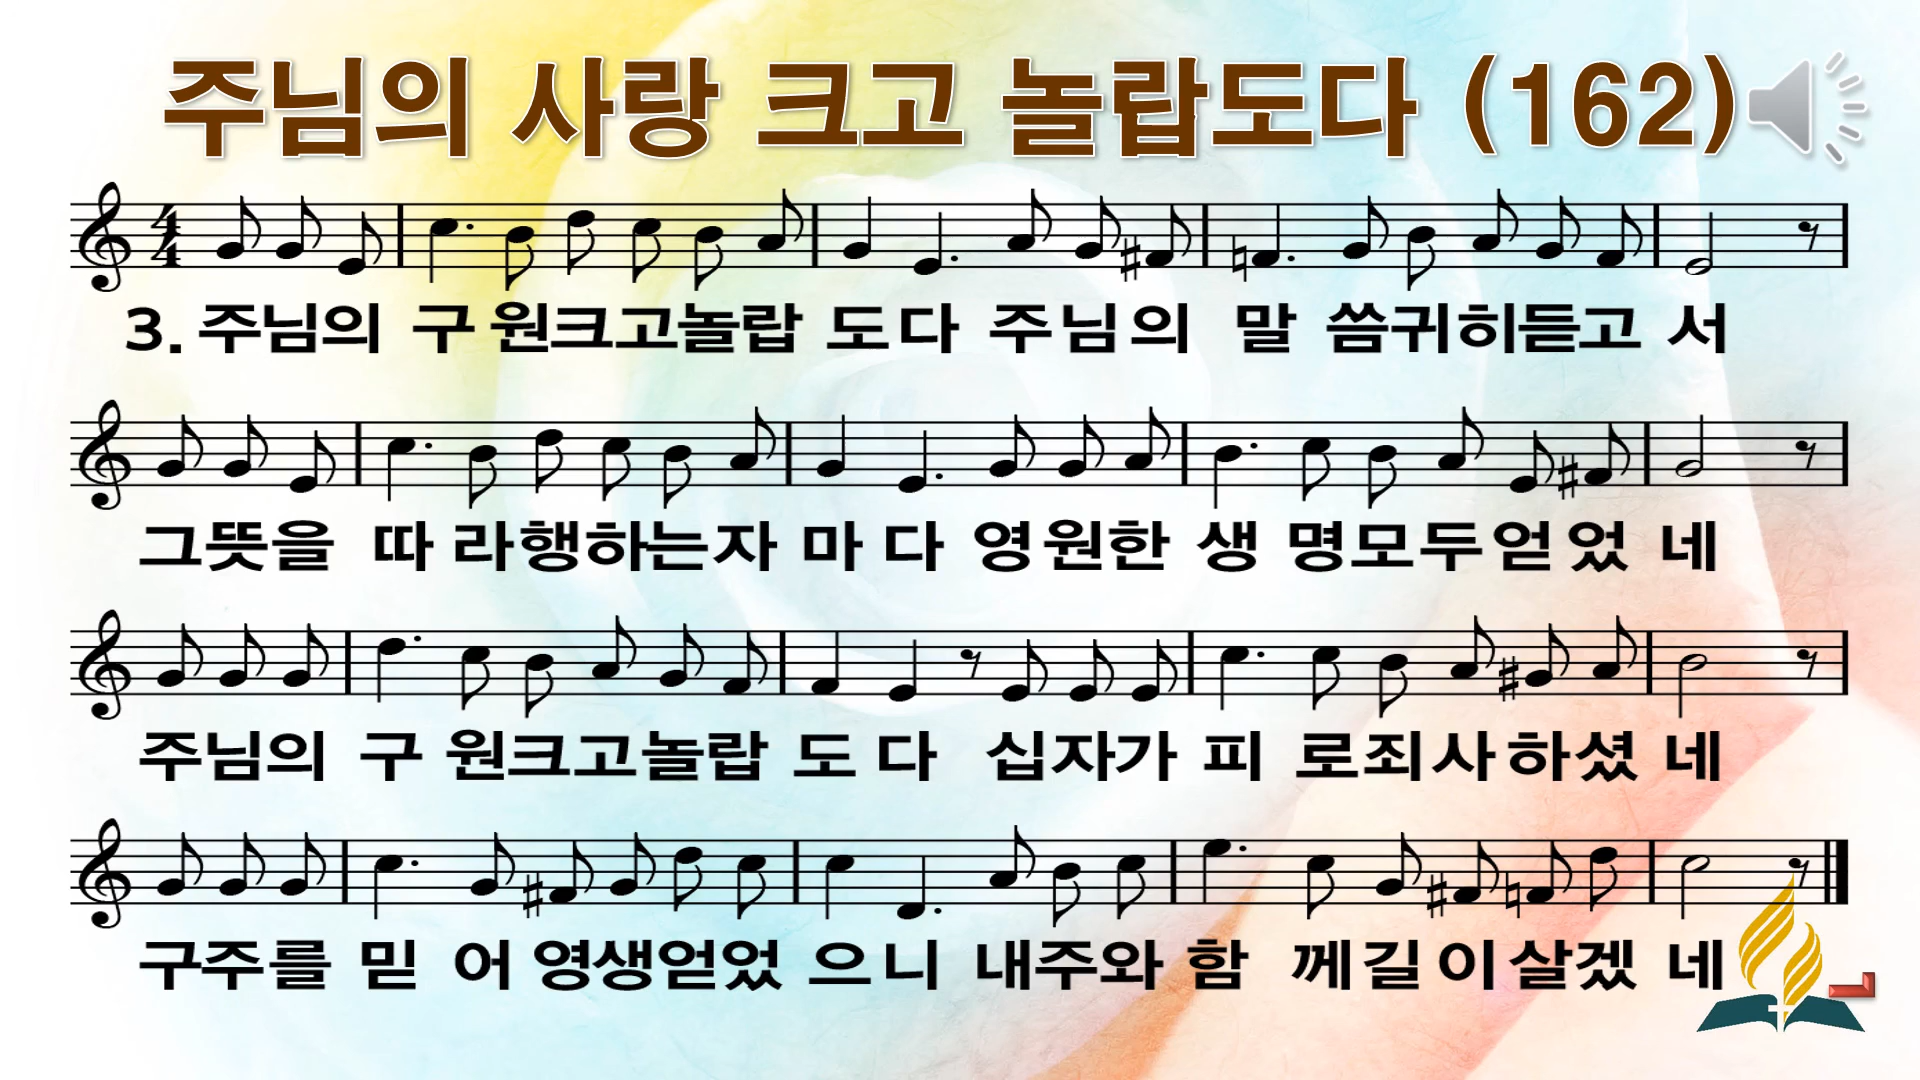 주님의 사랑 크고 놀랍도다 (162)
3. 주님의 구 원크고놀랍 도다 주님의 말 씀귀히듣고 서
그뜻을 따 라행하는자 마 다 영원한 생 명모두얻었 네
주님의 구 원크고놀랍 도 다 십자가 피 로죄사하셨 네
구주를 믿 어 영생얻었 으니 내주와 함 께길이살겠 네